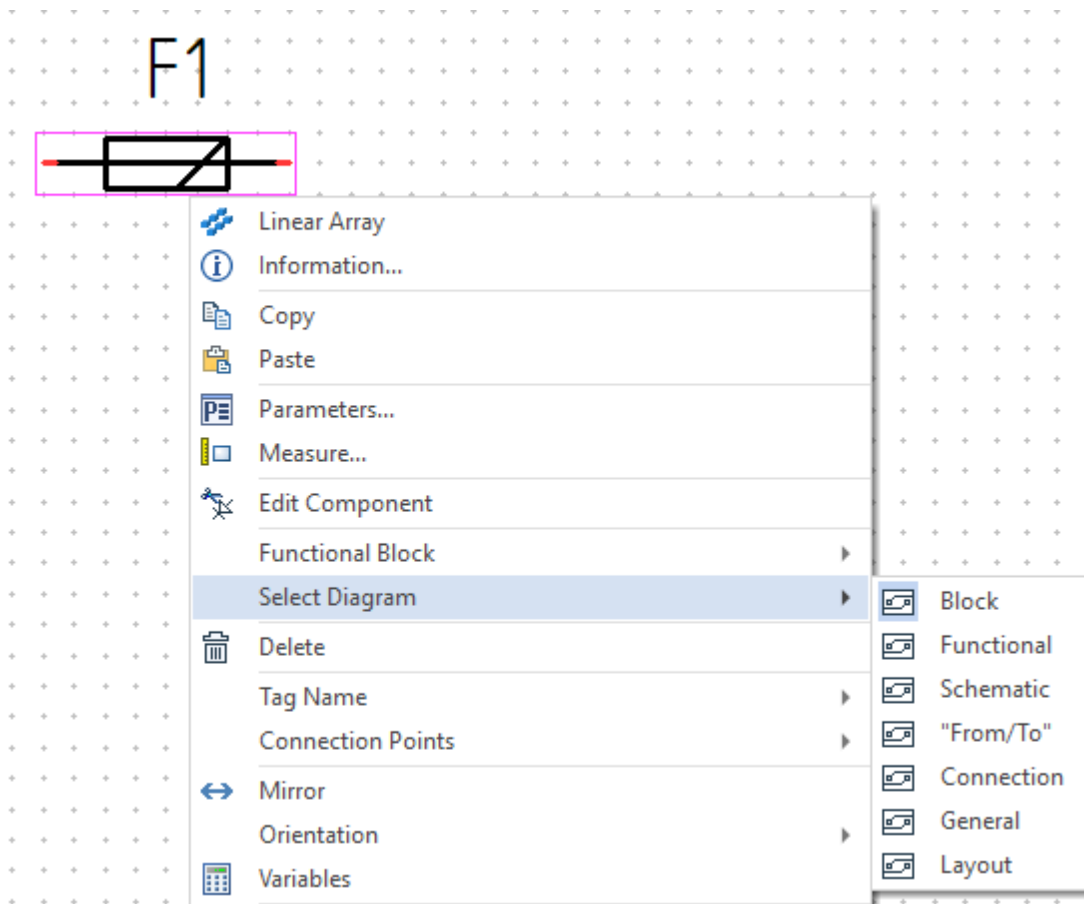 F1
Linear Array
Information...
Copy
Paste
Parameters...
Measure...
Edit Component
Functional Block
Select Diagram
Delete
Tag Name
Connection Points
Mirror
Orientation
Variables
Block
Functional
Schematic
"From/To"
Connection
General
Layout